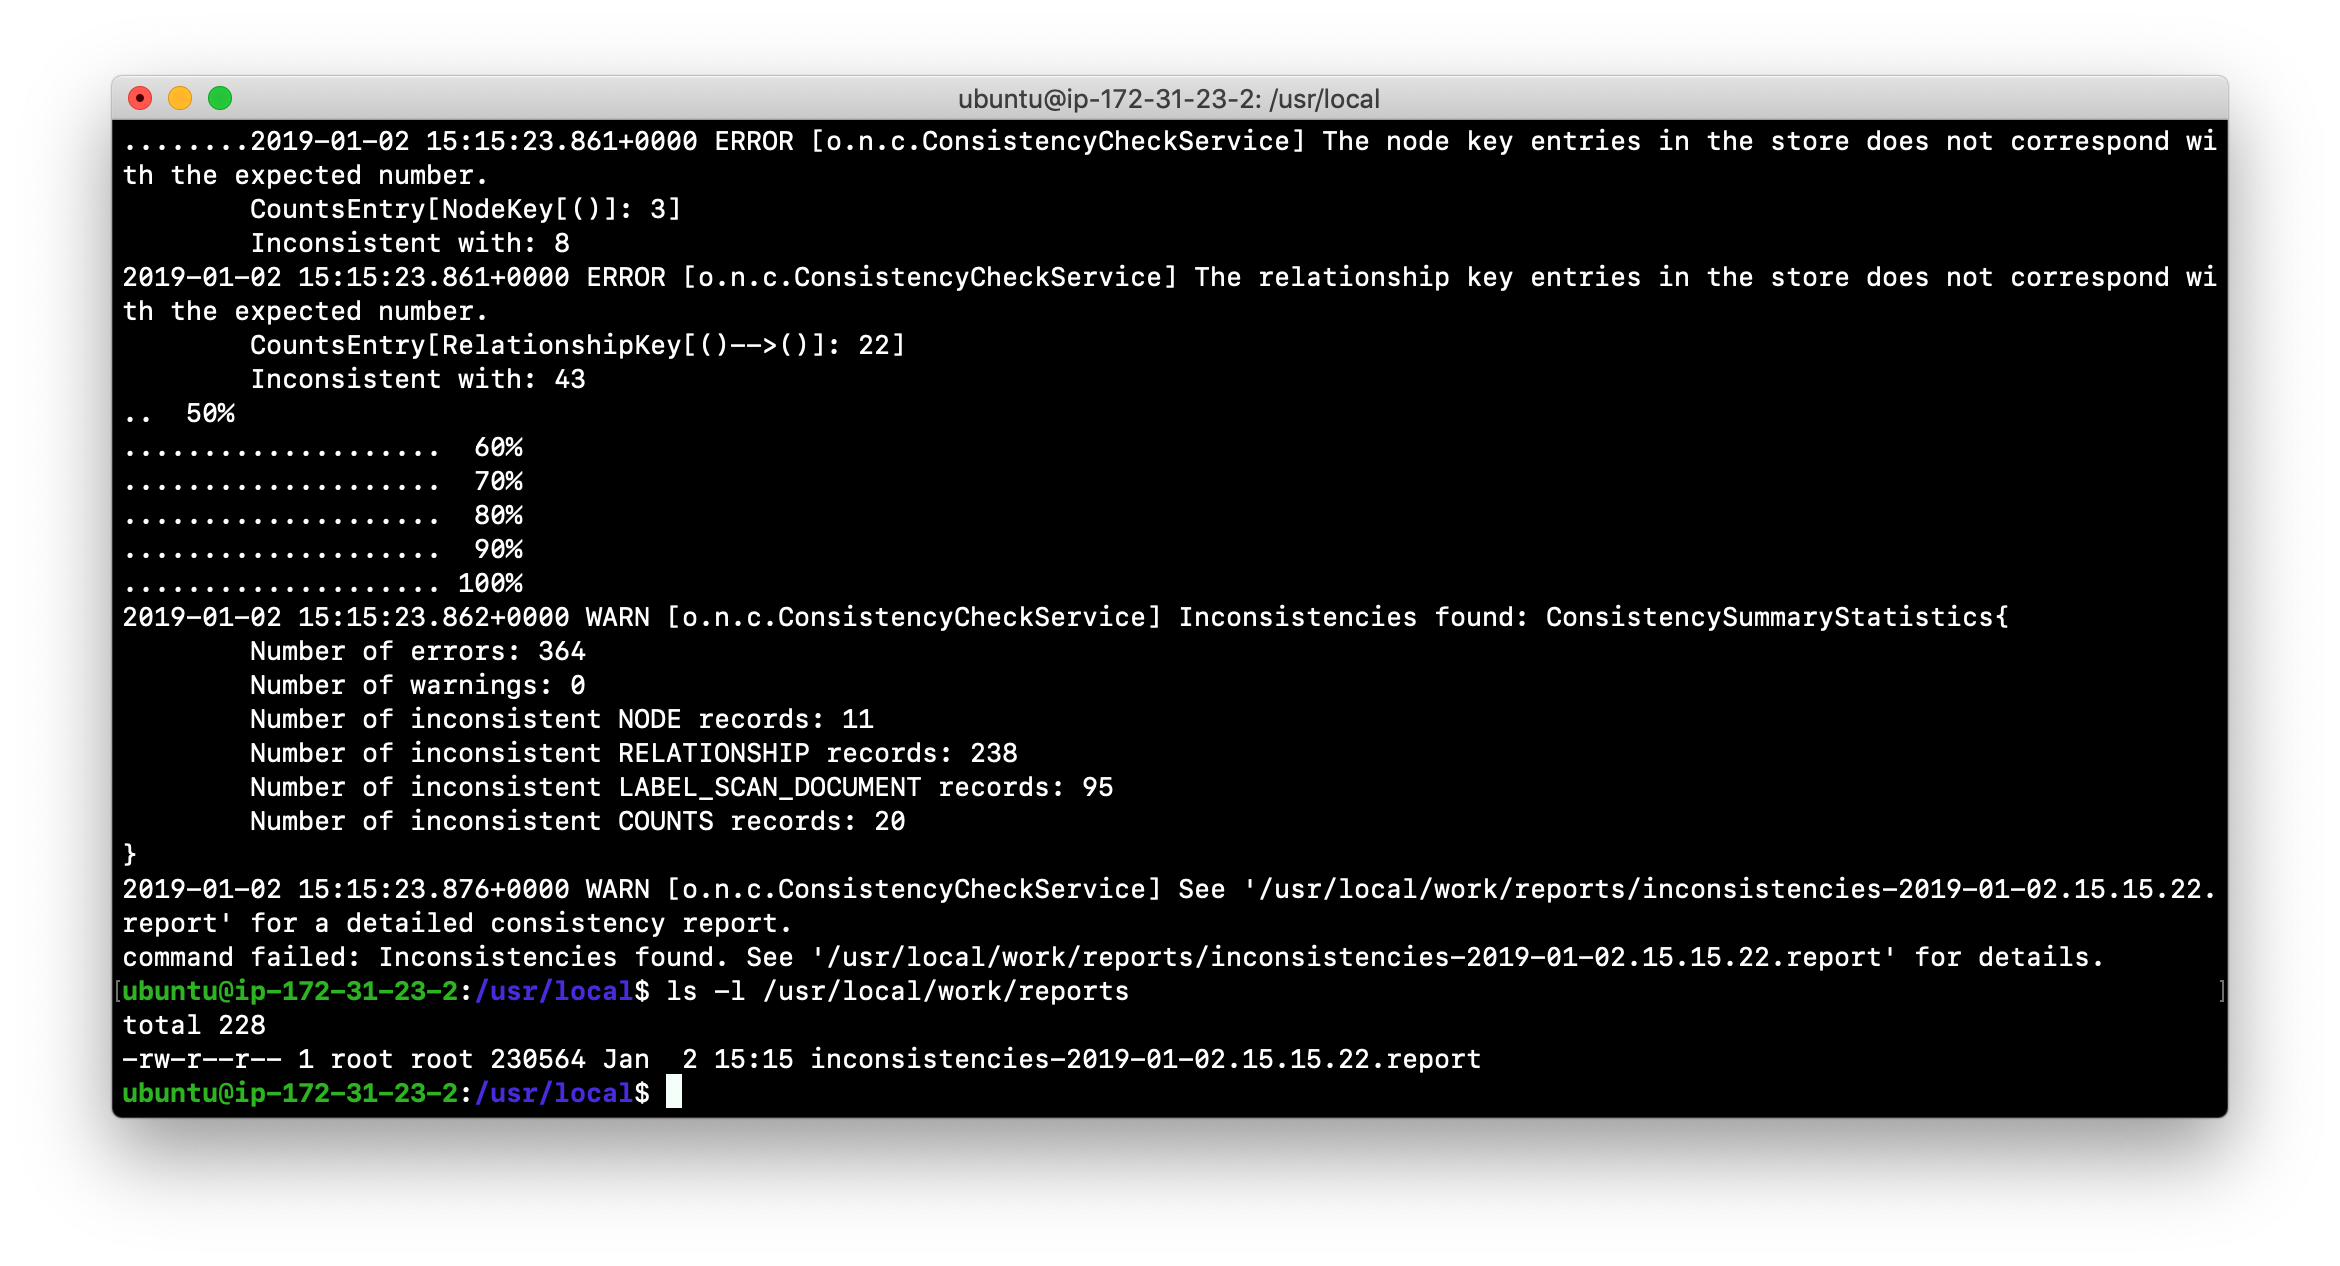 ubuntu@ip-172-31-23-2: /usr/local
........2019-01-02 15:15:23.861+0000 ERROR [o.n.c.ConsistencyCheckService] The node key entries in the store does not correspond wi
th the expected number.
        CountsEntry[NodeKey[()]: 3]
        Inconsistent with: 8
2019-01-02 15:15:23.861+0000 ERROR [o.n.c.ConsistencyCheckService] The relationship key entries in the store does not correspond wi
th the expected number.
        CountsEntry[RelationshipKey[()-->()]: 22]
        Inconsistent with: 43
..  50%
....................  60%
....................  70%
....................  80%
....................  90%
.................... 100%
2019-01-02 15:15:23.862+0000 WARN [o.n.c.ConsistencyCheckService] Inconsistencies found: ConsistencySummaryStatistics{
        Number of errors: 364
        Number of warnings: 0
        Number of inconsistent NODE records: 11
        Number of inconsistent RELATIONSHIP records: 238
        Number of inconsistent LABEL_SCAN_DOCUMENT records: 95
        Number of inconsistent COUNTS records: 20
}
2019-01-02 15:15:23.876+0000 WARN [o.n.c.ConsistencyCheckService] See '/usr/local/work/reports/inconsistencies-2019-01-02.15.15.22.
report' for a detailed consistency report.
command failed: Inconsistencies found. See '/usr/local/work/reports/inconsistencies-2019-01-02.15.15.22.report' for details.
[ubuntu@ip-172-31-23-2:/usr/local$ ls -l /usr/local/work/reports ]
total 228
-rw-r--r-- 1 root root 230564 Jan  2 15:15 inconsistencies-2019-01-02.15.15.22.report
ubuntu@ip-172-31-23-2:/usr/local$